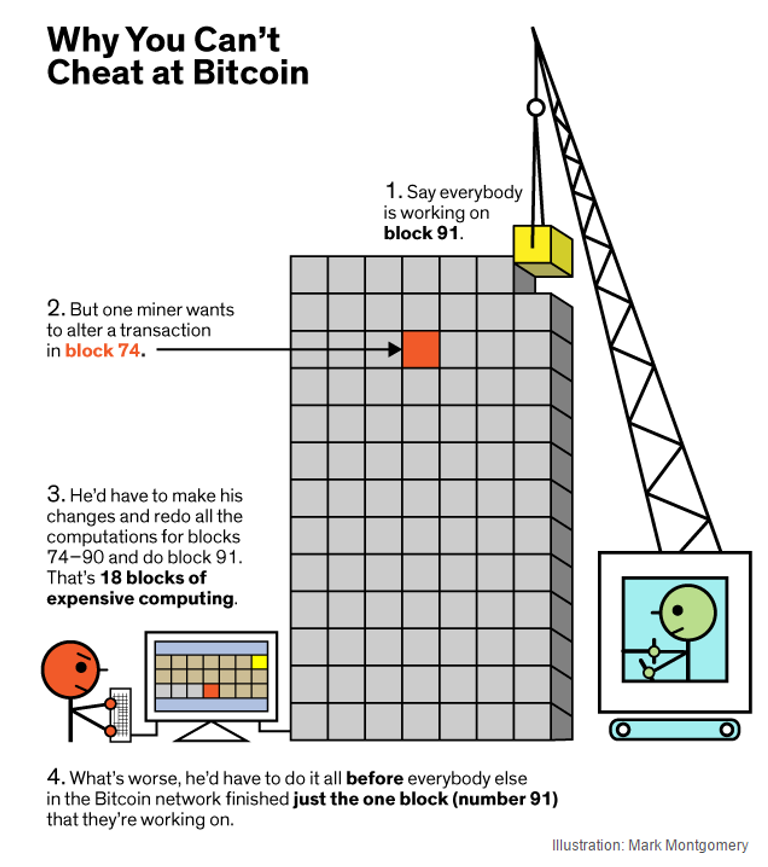 Why You Can't
Cheat at Bitcoin
1. Say everybody
is working on
block 91.
2. But one miner wants
to alter a transaction
in block 74.
3. He'd have to make his
changes and redo all the
computations for blocks
74–90 and do block 91.
That's 18 blocks of
expensive computing.
4. What's worse, he'd have to do it all before everybody else
in the Bitcoin network finished just the one block (number 91)
that they're working on.
Illustration: Mark Montgomery